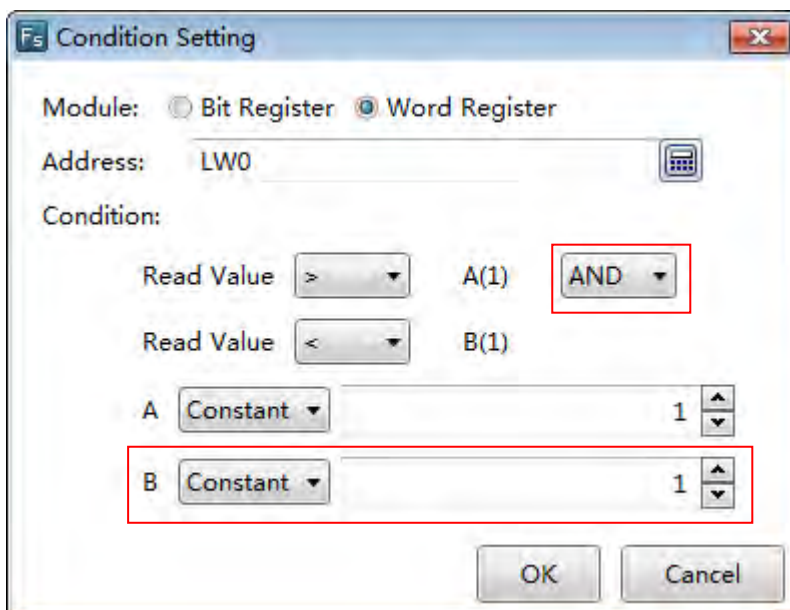 Fs Condition Setting
Module: Bit Register Word Register
Address: LW0
Condition:
Read Value > A(1) AND
Read Value < B(1)
A Constant 1
B Constant 1
OK Cancel